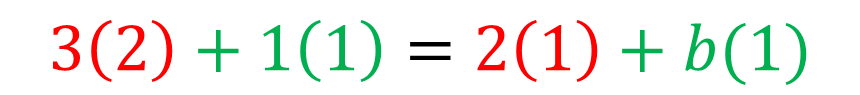 3(2) + 1(1) = 2(1) + b(1)